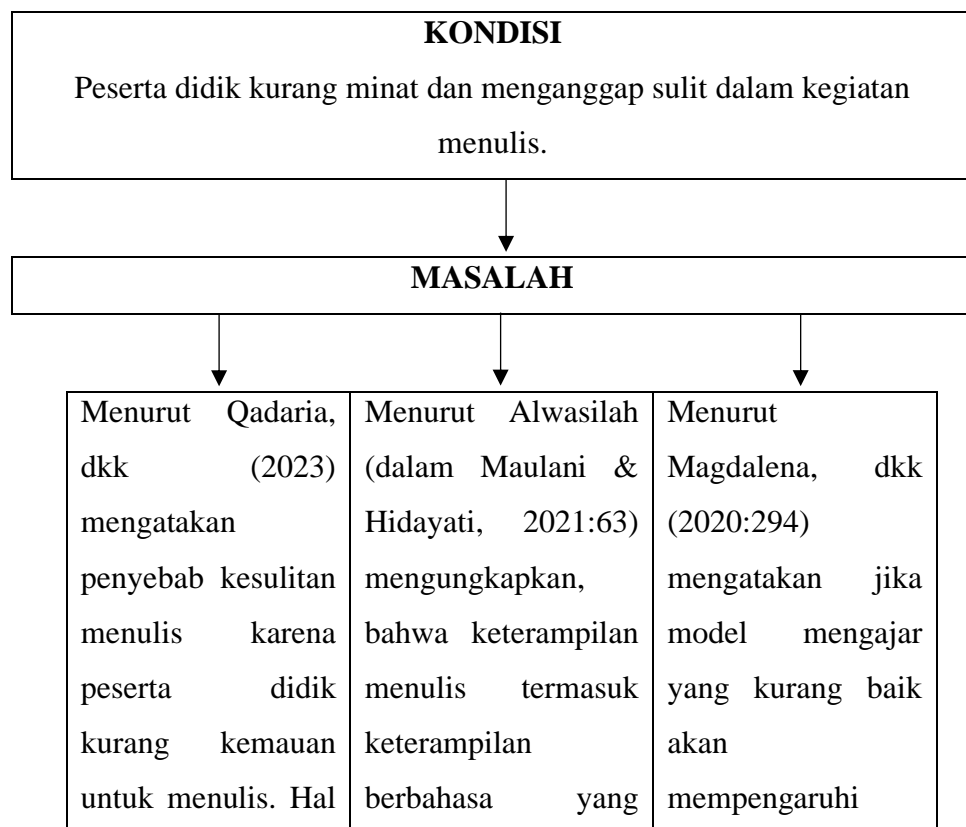 KONDISI
Peserta didik kurang minat dan menganggap sulit dalam kegiatan
menulis.
MASALAH
Menurut Qadaria,
dkk (2023)
mengatakan
penyebab kesulitan
menulis karena
peserta didik
kurang kemauan
untuk menulis. Hal
Menurut Alwasilah
(dalam Maulani &
Hidayati, 2021:63)
mengungkapkan,
bahwa keterampilan
menulis termasuk
keterampilan
berbahasa yang
Menurut
Magdalena, dkk
(2020:294)
mengatakan jika
model mengajar
yang kurang baik
akan
mempengaruhi